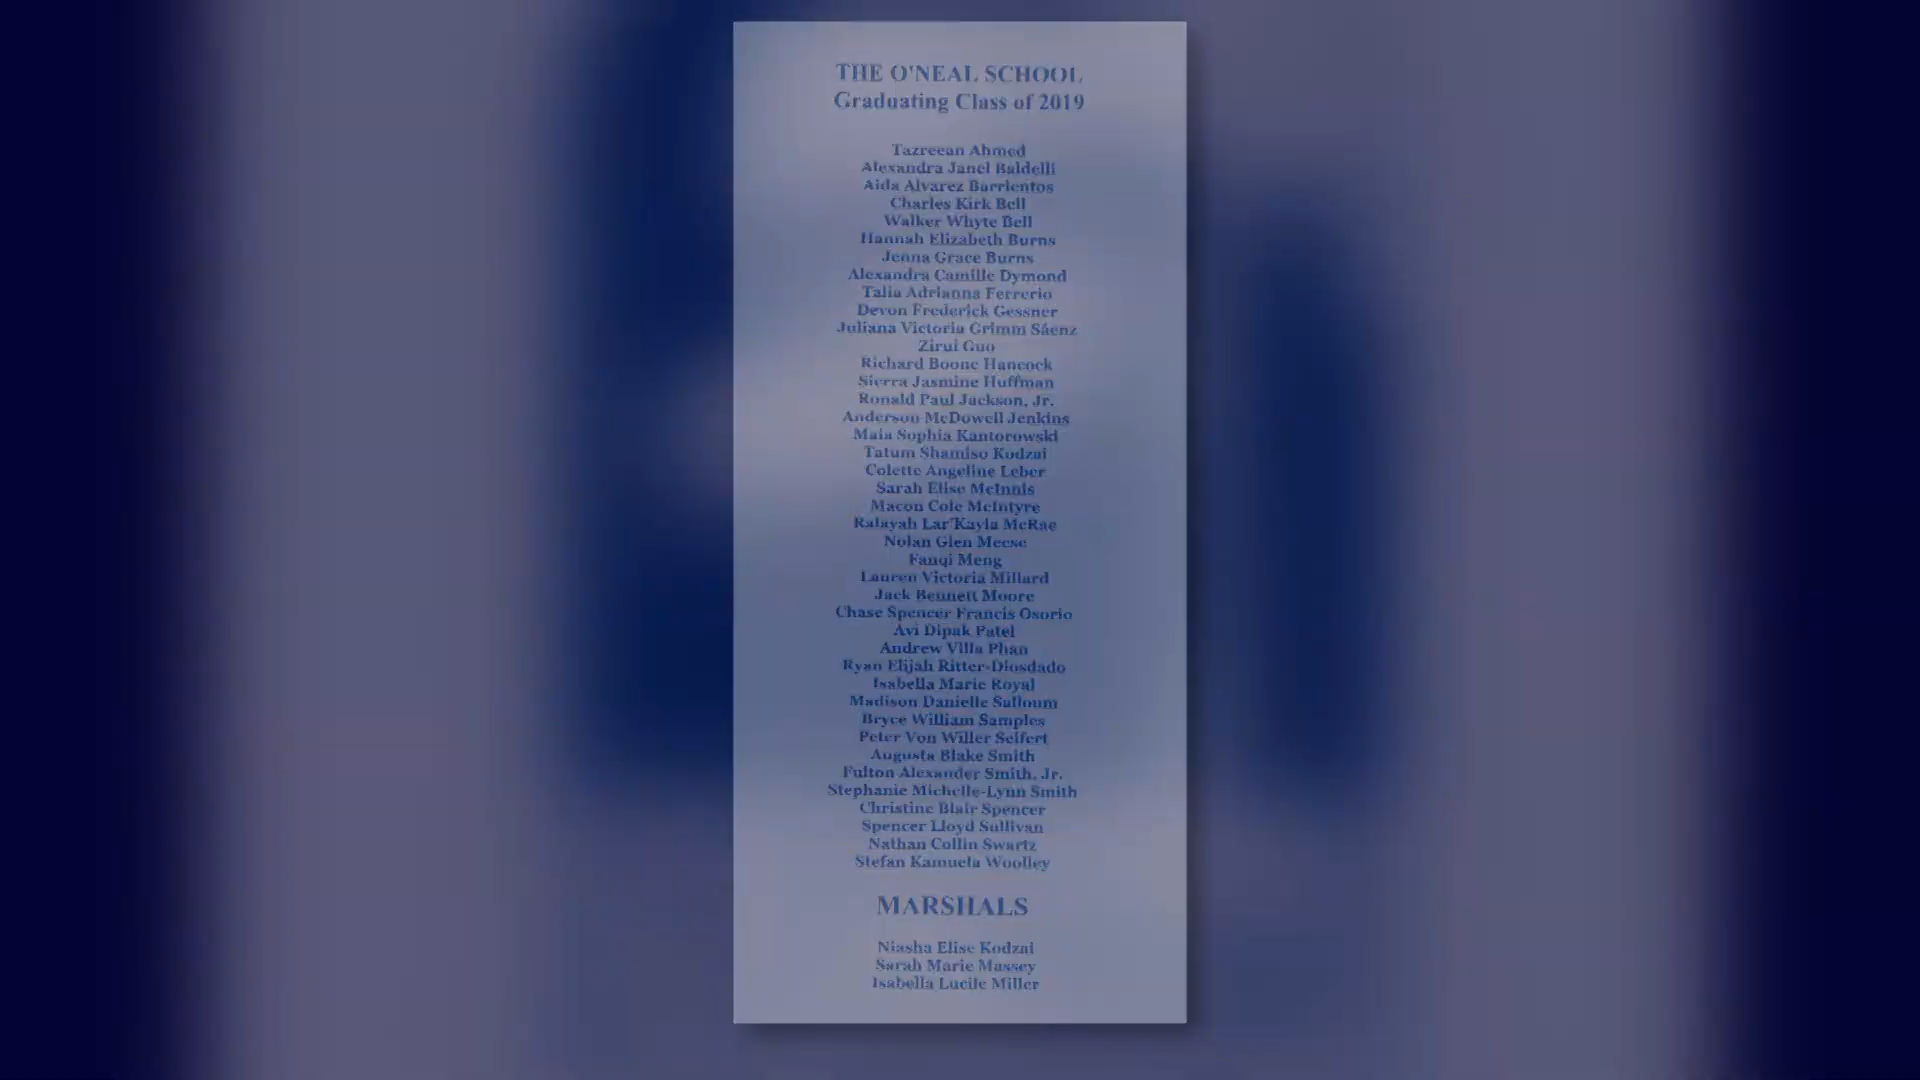 THE O'NEAL SCHOOL
Graduating Class of 2019
Tazreean Ahmed
Alexandra Janel Baldelli
Aida Alvarez Barrientos
Charles Kirk Bell
Walker Whyte Bell
Hannah Elizabeth Burns
Jenna Grace Burns
Alexandra Camille Dymond
Talia Adrianna Ferrerio
Devon Frederick Gessner
Juliana Victoria Grimm Sáenz
Zirui Guo
Richard Boone Hancock
Sierra Jasmine Huffman
Ronald Paul Jackson, Jr.
Anderson McDowell Jenkins
Maia Sophia Kantorowski
Tatum Shamiso Kodzai
Colette Angeline Leber
Sarah Elise McInnis
Macon Cole McIntyre
Ralayah Lar'Kayla McRae
Nolan Glen Meese
Fanqi Meng
Lauren Victoria Millard
Jack Bennett Moore
Chase Spencer Francis Osorio
Avi Dipak Patel
Andrew Villa Phan
Ryan Elijah Ritter-Diosdado
Isabella Marie Royal
Madison Danielle Salloum
Bryce William Samples
Peter Von Willer Seifert
Augusta Blake Smith
Fulton Alexander Smith, Jr.
Stephanie Michelle-Lynn Smith
Christine Blair Spencer
Spencer Lloyd Sullivan
Nathan Collin Swartz
Stefan Kamuela Woolley
MARSHALS
Niasha Elise Kodzai
Sarah Marie Massey
Isabella Lucile Miller